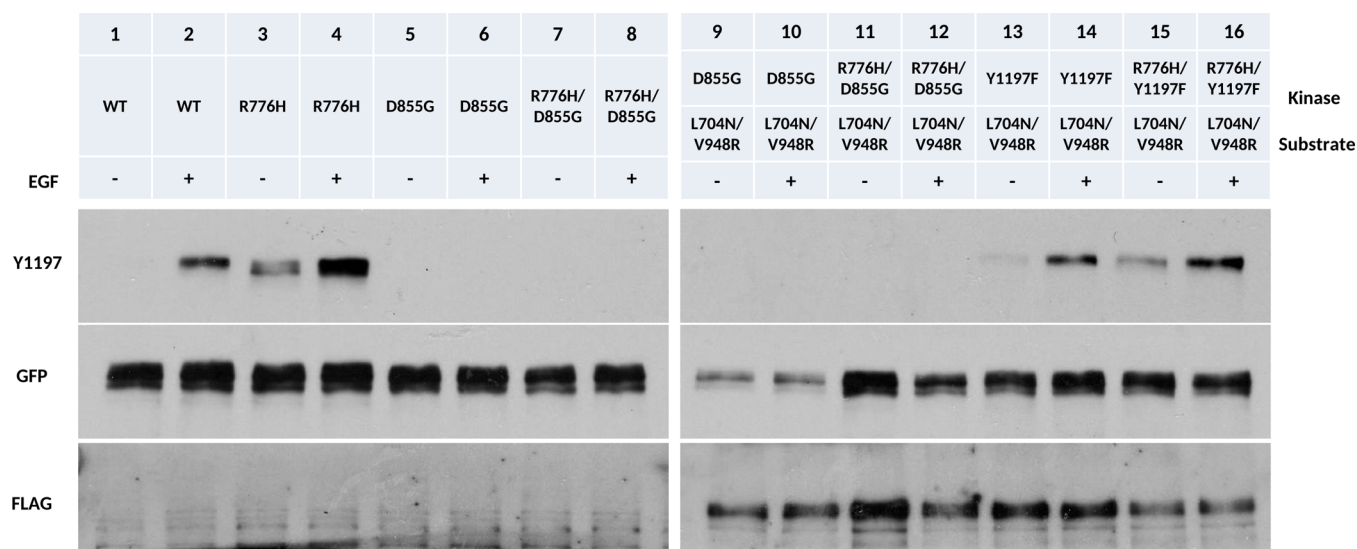 1 2 3 4 5 6 7 8 9 10 11 12 13 14 15 16
WT WT R776H R776H D855G D855G R776H/ R776H/
D855G D855G
D855G D855G R776H/ R776H/ Y1197F Y1197F R776H/ R776H/
D855G D855G Y1197F Y1197F
Kinase
L704N/ L704N/ L704N/ L704N/ L704N/ L704N/ L704N/ L704N/
V948R V948R V948R V948R V948R V948R V948R V948R
Substrate
EGF - + - + - + - + - + - + - + - +
Y1197
GFP
FLAG